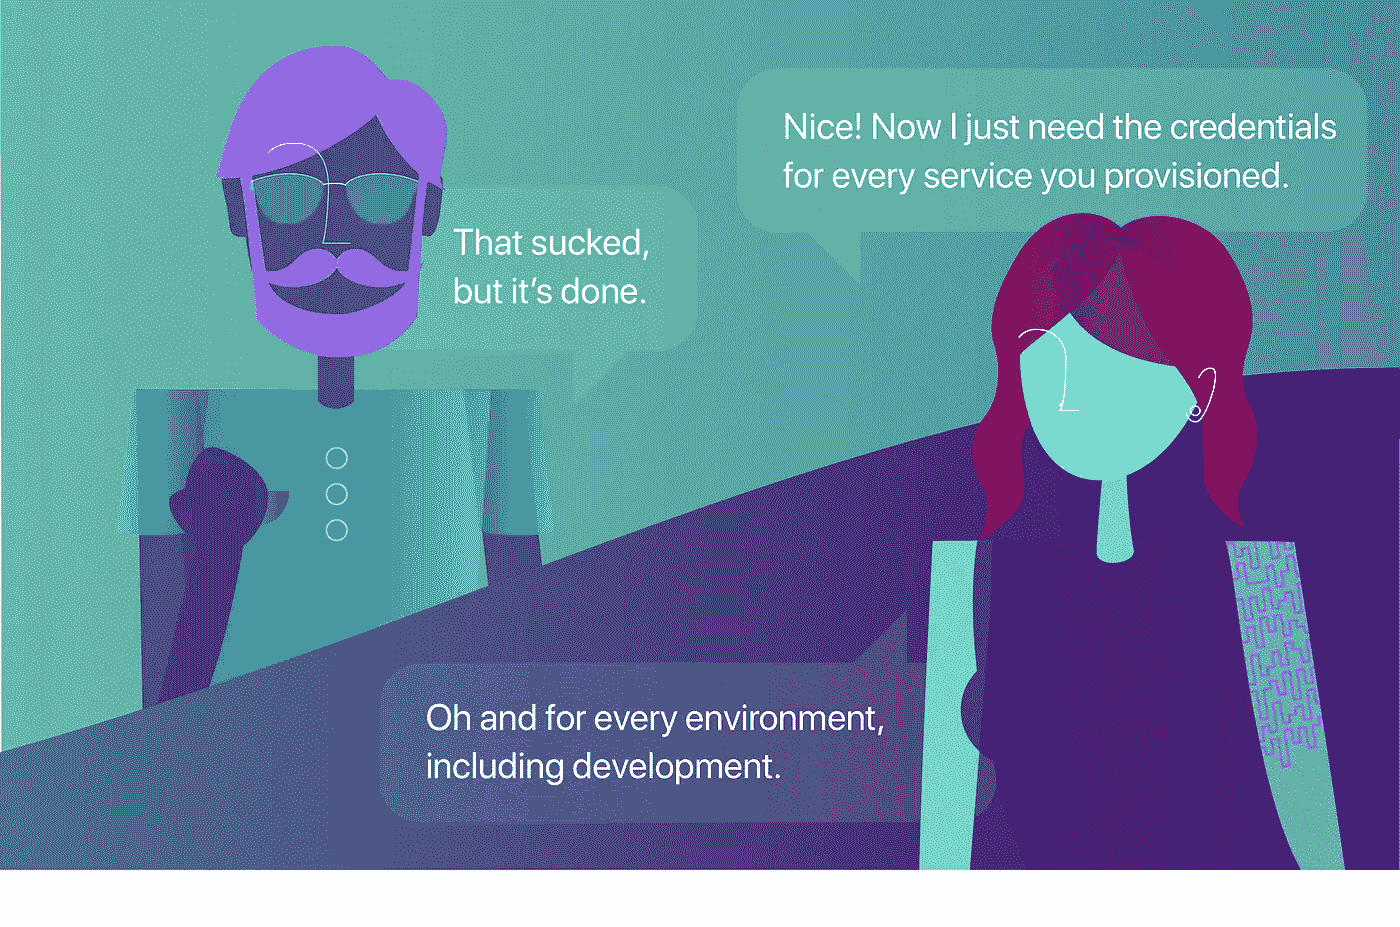 That sucked,
but it’s done.
Nice! Now I just need the credentials
for every service you provisioned.
Oh and for every environment,
including development.